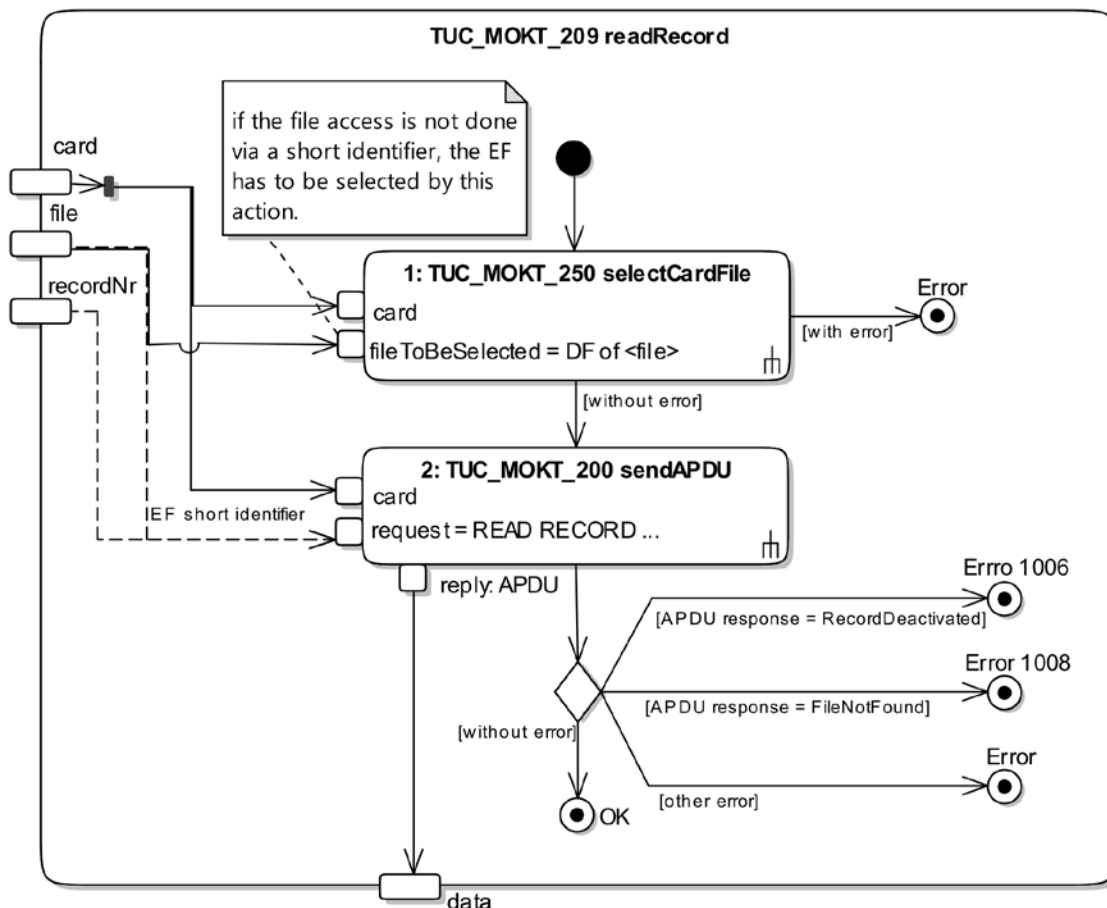 TUC_MOKT_209 readRecord
if the file access is not done
via a short identifier, the EF
has to be selected by this
action.
card
file
recordNr
1: TUC_MOKT_250 selectCardFile
card
fileToBeSelected = DF of <file>
Error
[with error]
[without error]
2: TUC_MOKT_200 sendAPDU
card
EF short identifier
request = READ RECORD ...
reply: APDU
Errro 1006
[APDU response = RecordDeactivated]
Error 1008
[APDU response = FileNotFound]
[without error]
Error
[other error]
OK
data